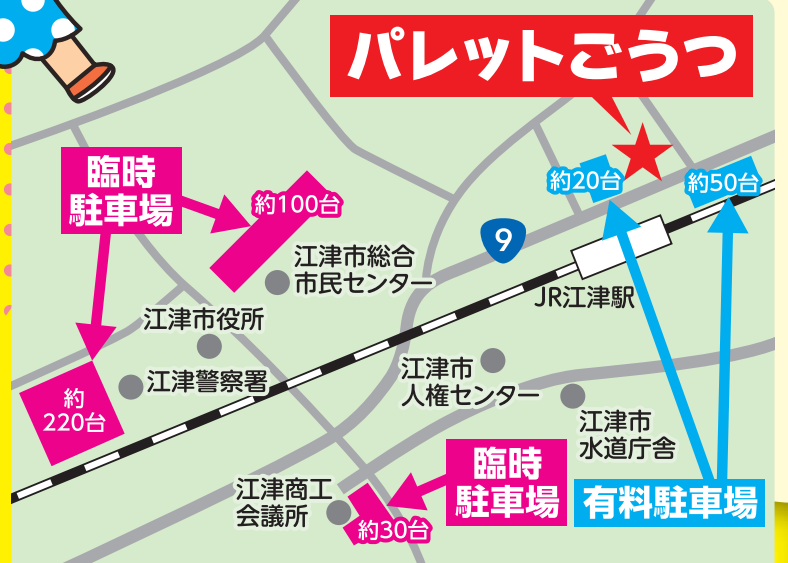 パレットごうつ
臨時
駐車場
約100台
約20台
約50台
9
江津市総合
市民センター
JR江津駅
江津市役所
江津警察署
約
220台
江津市
人権センター
江津市
水道庁舎
臨時
駐車場
有料駐車場
江津商工
会議所
約30台